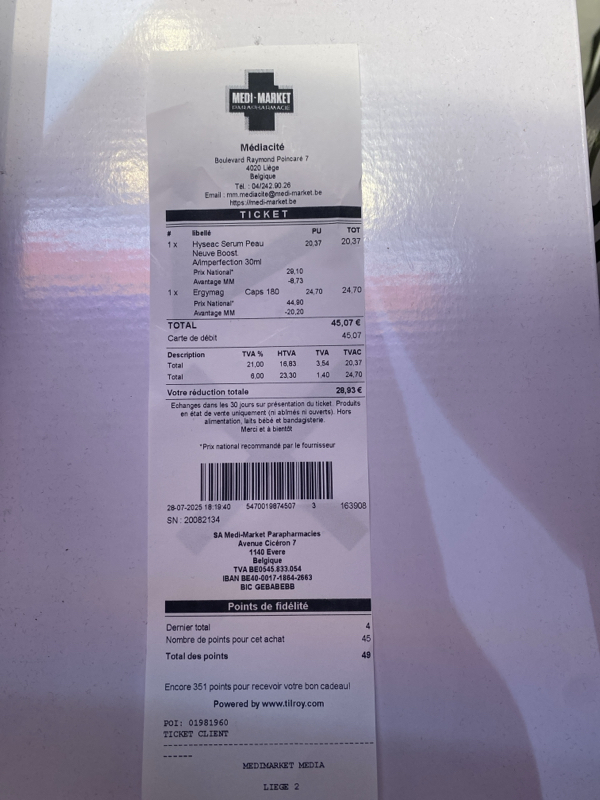 MEDI-MARKET
PARAPHARMACIE
Médiacité
Boulevard Raymond Poincaré 7
4020 Liège
Belgique
Tél. : 04/242.90.26
Email : mm.mediacite@medi-market.be
https://medi-market.be
TICKET
# libellé PU TOT
1 x Hyseac Serum Peau 20,37 20,37
Neuve Boost
A/Imperfection 30ml
Prix National* 29,10
Avantage MM -8,73
1 x Ergymag Caps 180 24,70 24,70
Prix National* 44,90
Avantage MM -20,20
TOTAL 45,07 €
Carte de débit 45,07
Description TVA % HTVA TVA TVAC
Total 21,00 16,83 3,54 20,37
Total 6,00 23,30 1,40 24,70
Votre réduction totale 28,93 €
Echanges dans les 30 jours sur présentation du ticket. Produits
en état de vente uniquement (ni abîmés ni ouverts). Hors
alimentation, laits bébé et bandagisterie.
Merci et à bientôt
*Prix national recommandé par le fournisseur
28-07-2025 18:19:40 5470019874507 3 163908
SN : 20082134
SA Medi-Market Parapharmacies
Avenue Cicéron 7
1140 Evere
Belgique
TVA BE0545.833.054
IBAN BE40-0017-1864-2663
BIC GEBABEBB
Points de fidélité
Dernier total 4
Nombre de points pour cet achat 45
Total des points 49
Encore 351 points pour recevoir votre bon cadeau!
Powered by www.tilroy.com
POI: 01981960
TICKET CLIENT
MEDIMARKET MEDIA
LIEGE 2